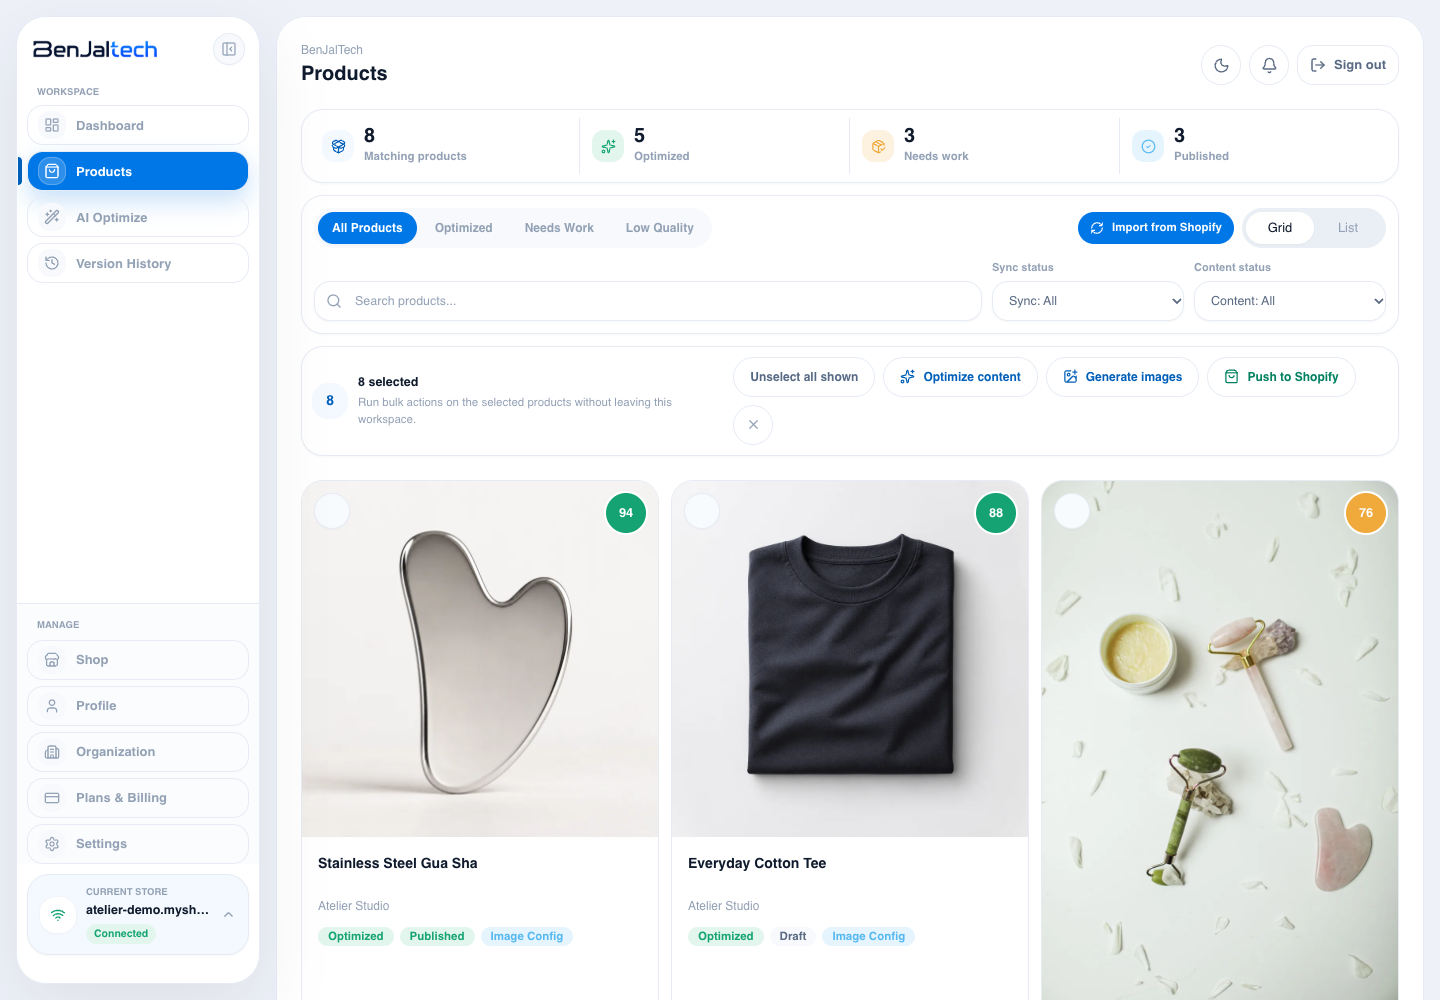 BenJaltech
WORKSPACE
Dashboard
Products
AI Optimize
Version History
MANAGE
Shop
Profile
Organization
Plans & Billing
Settings
CURRENT STORE
atelier-demo.mysh...
Connected
BenJalTech
Products
Sign out
8
Matching products
5
Optimized
3
Needs work
3
Published
All Products
Optimized
Needs Work
Low Quality
Import from Shopify
Grid
List
Sync status
Content status
Search products...
Sync: All
Content: All
8
8 selected
Run bulk actions on the selected products without leaving this
workspace.
Unselect all shown
Optimize content
Generate images
Push to Shopify
94
88
76
Stainless Steel Gua Sha
Atelier Studio
Optimized
Published
Image Config
Everyday Cotton Tee
Atelier Studio
Optimized
Draft
Image Config